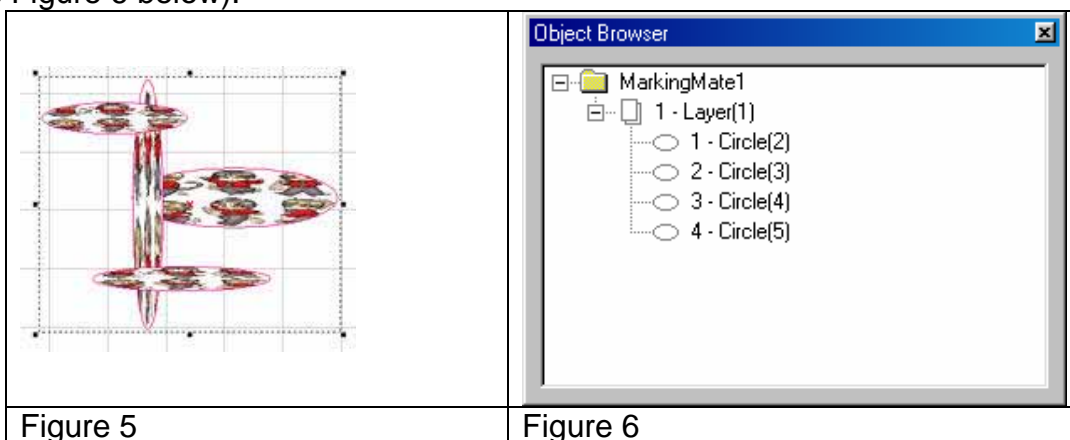 Figure 6 below).
Object Browser
MarkingMate1
1 - Layer(1)
1 - Circle(2)
2 - Circle(3)
3 - Circle(4)
4 - Circle(5)
Figure 5
Figure 6